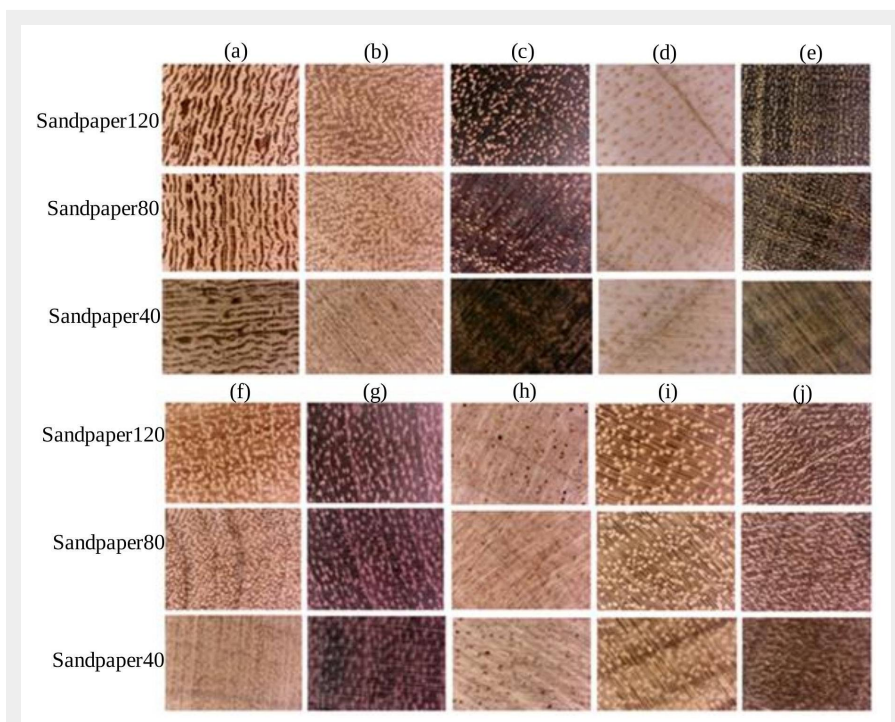 (a) (b) (c) (d) (e)
Sandpaper120
Sandpaper80
Sandpaper40
(f) (g) (h) (i) (j)
Sandpaper120
Sandpaper80
Sandpaper40